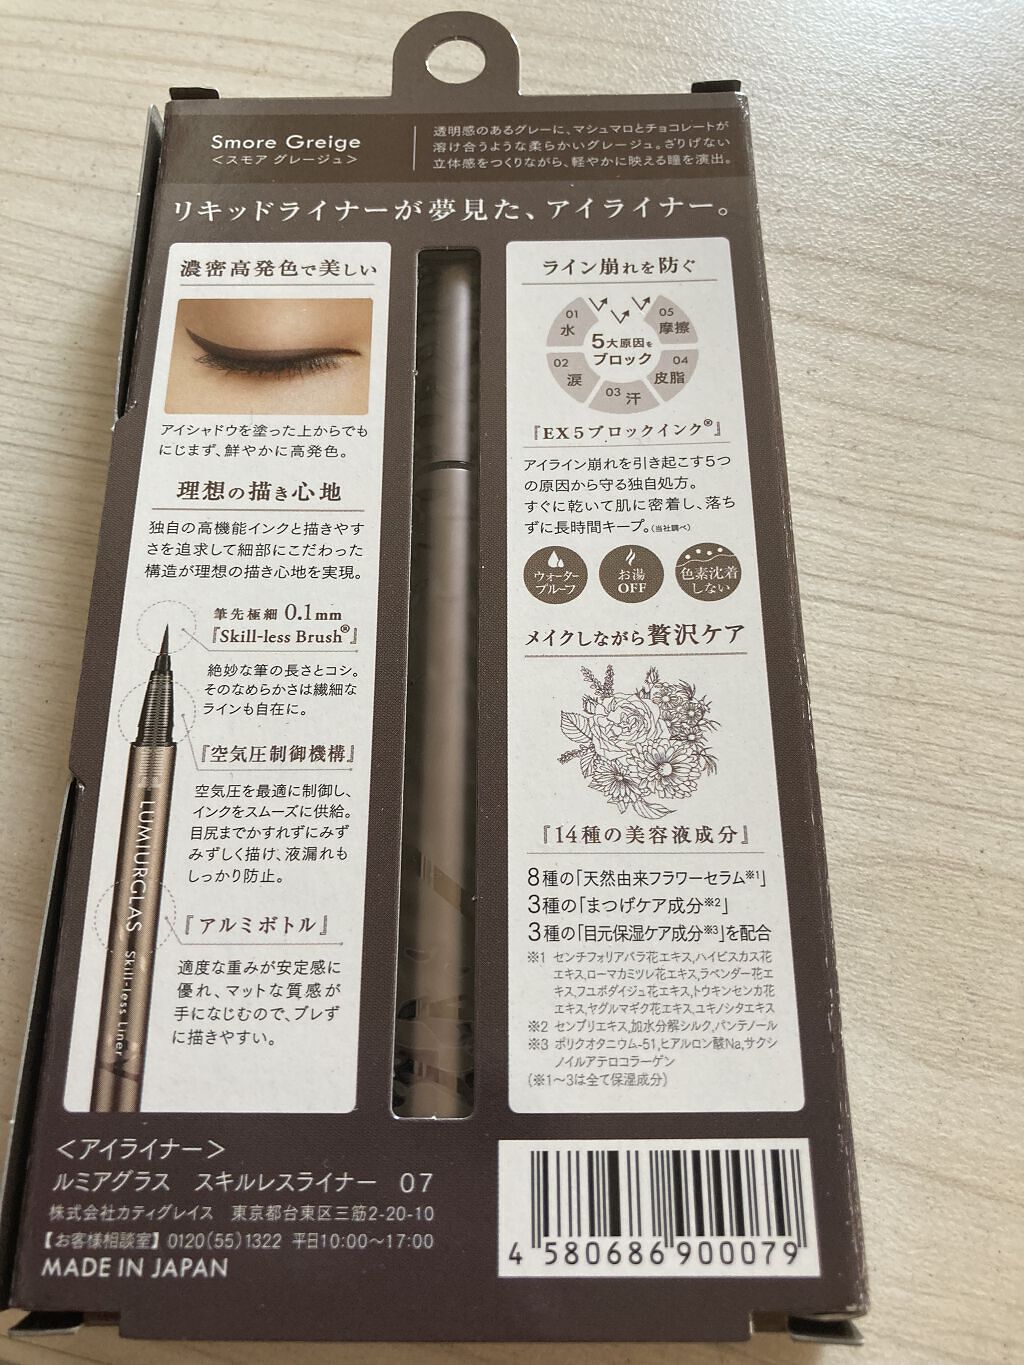 Smore Greige
＜スモア グレージュ＞
透明感のあるグレーに、マシュマロとチョコレートが
溶け合うような柔らかいグレージュ。さりげない
立体感をつくりながら、軽やかに映える瞳を演出。
リキッドライナーが夢見た、アイライナー。
濃密高発色で美しい
アイシャドウを塗った上からでも
にじまず、鮮やかに高発色。
理想の描き心地
独自の高機能インクと描きやす
さを追求して細部にこだわった
構造が理想の描き心地を実現。
筆先極細 0.1mm
『Skill-less Brush®』
絶妙な筆の長さとコシ。
そのなめらかさは繊細な
ラインも自在に。
『空気圧制御機構』
空気圧を最適に制御し、
インクをスムーズに供給。
目尻までかすれずにみず
みずしく描け、液漏れも
しっかり防止。
『アルミボトル』
適度な重みが安定感に
優れ、マットな質感が
手になじむので、ブレず
に描きやすい。
LUMIURGLAS Skill-less Liner
ライン崩れを防ぐ
01
水
02
涙
03 汗
04
皮脂
05
摩擦
5大原因を
ブロック
『EX5ブロックインク®』
アイライン崩れを引き起こす5つ
の原因から守る独自処方。
すぐに乾いて肌に密着し、落ち
ずに長時間キープ。(当社調べ)
ウォーター
プルーフ
お湯
OFF
色素沈着
しない
メイクしながら贅沢ケア
『14種の美容液成分』
8種の「天然由来フラワーセラム※1」
3種の「まつげケア成分※2」
3種の「目元保湿ケア成分※3」を配合
※1 センチフォリアバラ花エキス,ハイビスカス花
エキス,ローマカミツレ花エキス,ラベンダー花エ
キス,フユボダイジュ花エキス,トウキンセンカ花
エキス,ヤグルマギク花エキス,ユキノシタエキス
※2 センブリエキス,加水分解シルク,パンテノール
※3 ポリクオタニウム-51,ヒアルロン酸Na,サクシ
ノイルアテロコラーゲン
(※1～3は全て保湿成分)
＜アイライナー＞
ルミアグラス スキルレスライナー 07
株式会社カティグレイス 東京都台東区三筋2-20-10
【お客様相談室】0120(55)1322 平日10:00～17:00
MADE IN JAPAN
4 580686 900079